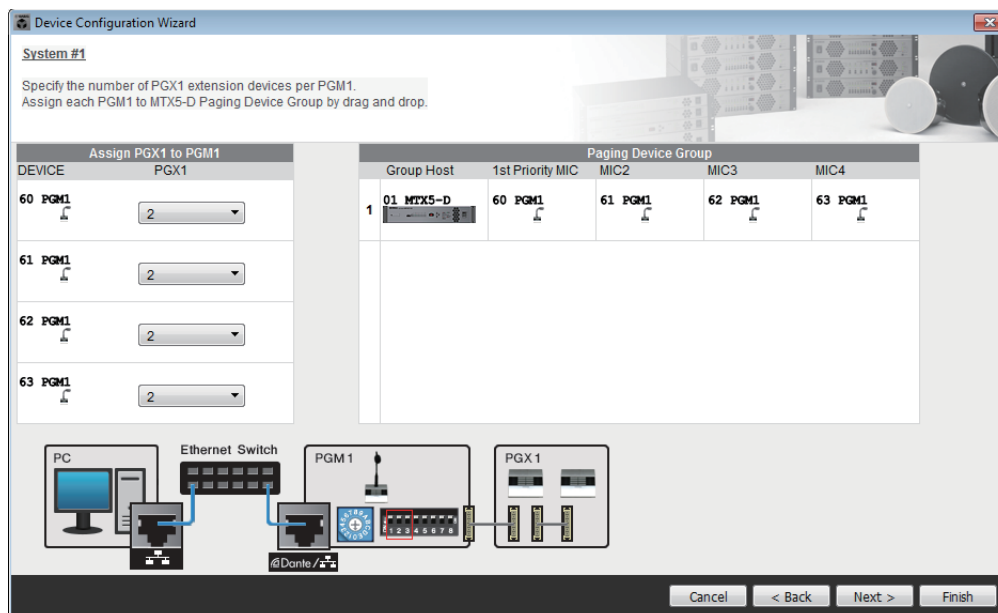 Device Configuration Wizard
System #1
Specify the number of PGX1 extension devices per PGM1.
Assign each PGM1 to MTX5-D Paging Device Group by drag and drop.
Assign PGX1 to PGM1
DEVICE PGX1
60 PGM1
2
61 PGM1
2
62 PGM1
2
63 PGM1
2
Paging Device Group
Group Host 1st Priority MIC MIC2 MIC3 MIC4
1 01 MTX5-D 60 PGM1 61 PGM1 62 PGM1 63 PGM1
PC
Ethernet Switch
PGM1
PGX1
1 2 3 4 5 6 7 8
Dante/
Cancel < Back Next > Finish